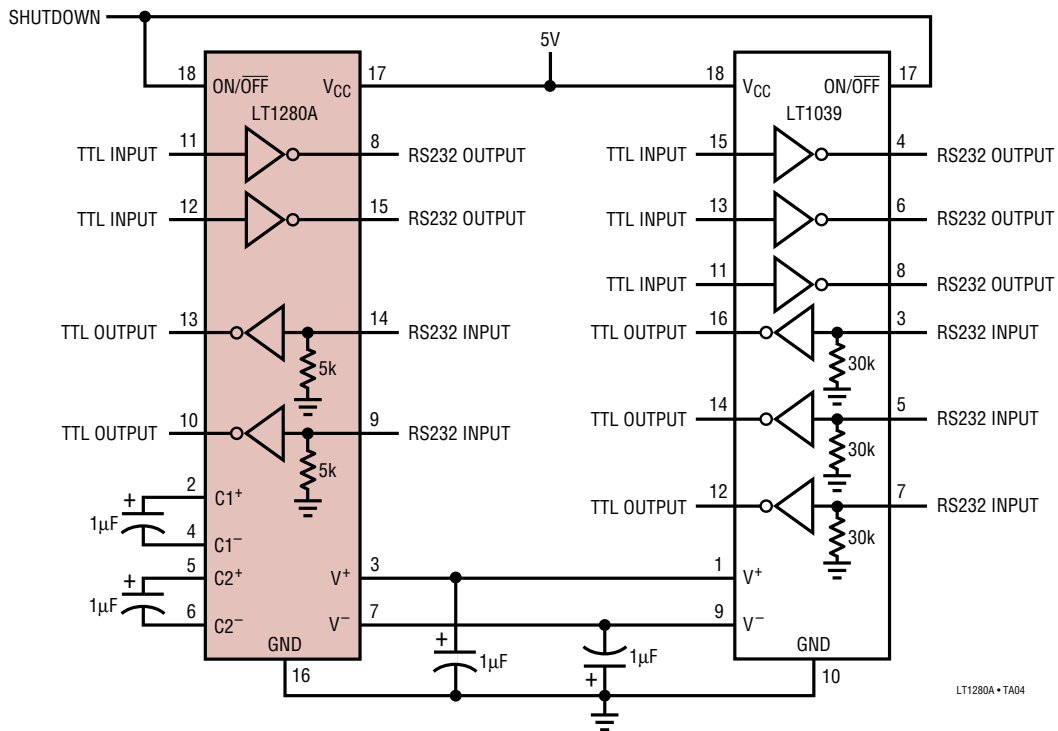 SHUTDOWN
5V
18 ON/OFF VCC 17
LT1280A
TTL INPUT 11 8 RS232 OUTPUT
TTL INPUT 12 15 RS232 OUTPUT
TTL OUTPUT 13 14 RS232 INPUT
5k
TTL OUTPUT 10 9 RS232 INPUT
5k
2 C1+
+ 1µF
4 C1−
5 C2+ V+ 3
+ 1µF
6 C2− V− 7
GND
16
+ 1µF
1µF +
18 VCC ON/OFF 17
LT1039
TTL INPUT 15 4 RS232 OUTPUT
TTL INPUT 13 6 RS232 OUTPUT
TTL INPUT 11 8 RS232 OUTPUT
TTL OUTPUT 16 3 RS232 INPUT
30k
TTL OUTPUT 14 5 RS232 INPUT
30k
TTL OUTPUT 12 7 RS232 INPUT
30k
1 V+
9 V−
GND
10
LT1280A • TA04